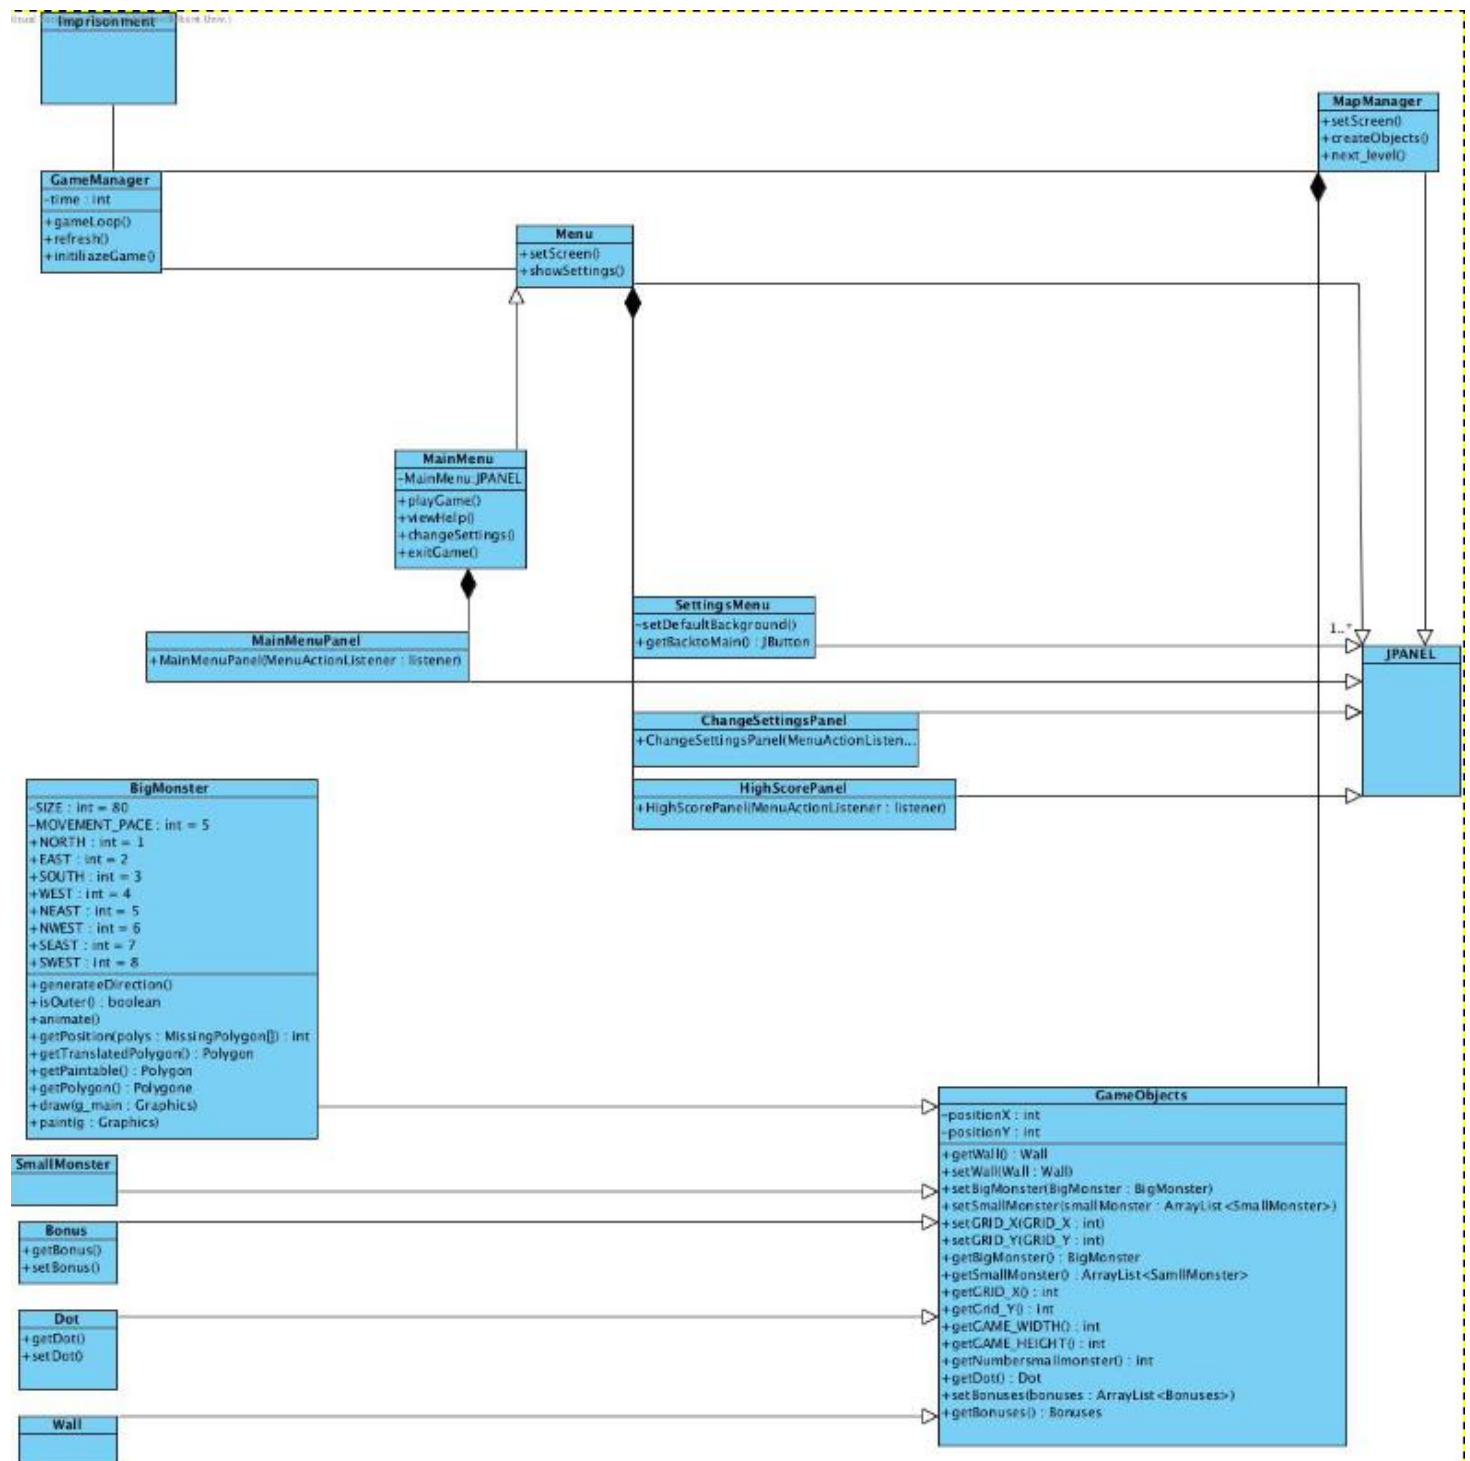 Imprisonment
MapManager
+setScreen()
+createObjects()
+next_level()
GameManager
-time : int
+gameLoop()
+refresh()
+initiliazeGame()
Menu
+setScreen()
+showSettings()
MainMenu
-MainMenu:JPANEL
+playGame()
+viewHelp()
+changeSettings()
+exitGame()
SettingsMenu
-setDefaultBackground()
+getBacktoMain() : JButton
1..*
JPANEL
MainMenuPanel
+MainMenuPanel(MenuActionListener : listener)
ChangeSettingsPanel
+ChangeSettingsPanel(MenuActionListen...
HighScorePanel
+HighScorePanel(MenuActionListener : listener)
BigMonster
-SIZE : int = 80
-MOVEMENT_PACE : int = 5
+NORTH : int = 1
+EAST : int = 2
+SOUTH : int = 3
+WEST : int = 4
+NEAST : int = 5
+NWEST : int = 6
+SEAST : int = 7
+SWEST : int = 8
+generateeDirection()
+isOuter() : boolean
+animate()
+getPosition(polys : MissingPolygon[]) : int
+getTranslatedPolygon() : Polygon
+getPaintable() : Polygon
+getPolygon() : Polygone
+draw(g_main : Graphics)
+paint(g : Graphics)
SmallMonster
Bonus
+getBonus()
+setBonus()
Dot
+getDot()
+setDot()
Wall
GameObjects
-positionX : int
-positionY : int
+getWall() : Wall
+setWall(Wall : Wall)
+setBigMonster(BigMonster : BigMonster)
+setSmallMonster(smallMonster : ArrayList<SmallMonster>)
+setGRID_X(GRID_X : int)
+setGRID_Y(GRID_Y : int)
+getBigMonster() : BigMonster
+getSmallMonster() : ArrayList<SamllMonster>
+getGRID_X() : int
+getGrid_Y() : int
+getGAME_WIDTH() : int
+getGAME_HEIGHT() : int
+getNumbersmallmonster() : int
+getDot() : Dot
+setBonuses(bonuses : ArrayList<Bonuses>)
+getBonuses() : Bonuses